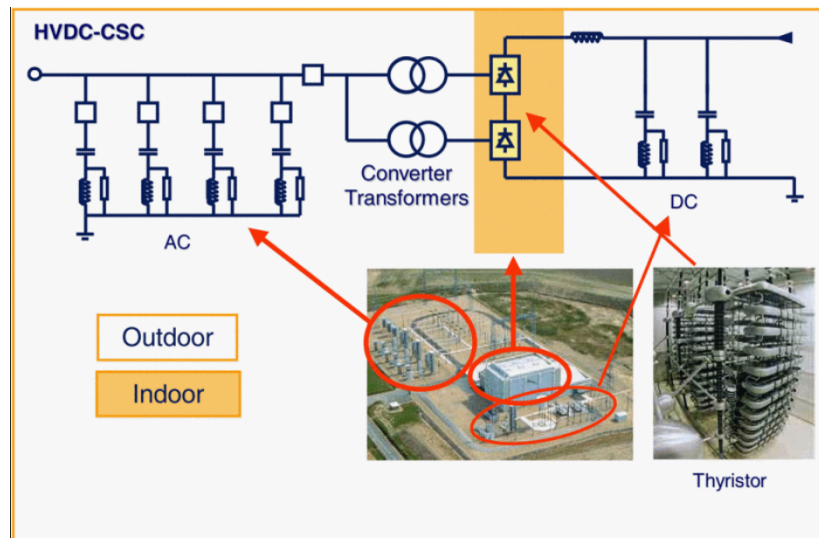 HVDC-CSC
Converter
Transformers
AC
DC
Outdoor
Indoor
Thyristor